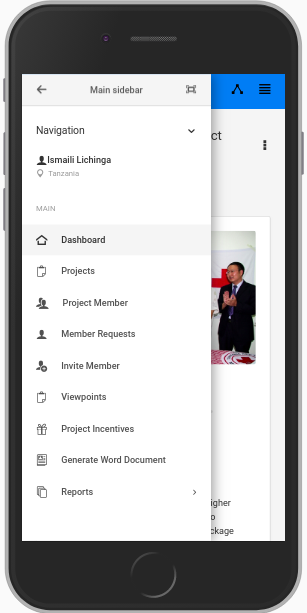 Main sidebar
Navigation
Ismaili Lichinga
Tanzania
MAIN
Dashboard
Projects
Project Member
Member Requests
Invite Member
Viewpoints
Project Incentives
Generate Word Document
Reports
ct
igher
o
ckage